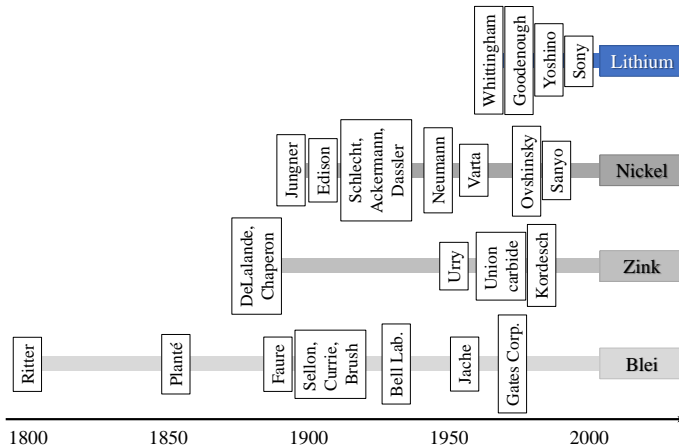 Whittingham
Goodenough
Yoshino
Sony
Lithium
Jungner
Edison
Schlecht,
Ackermann,
Dassler
Neumann
Varta
Ovshinsky
Sanyo
Nickel
DeLalande,
Chaperon
Urry
Union
carbide
Kordesch
Zink
Ritter
Planté
Faure
Sellon,
Currie,
Brush
Bell Lab.
Jache
Gates Corp.
Blei
1800 1850 1900 1950 2000